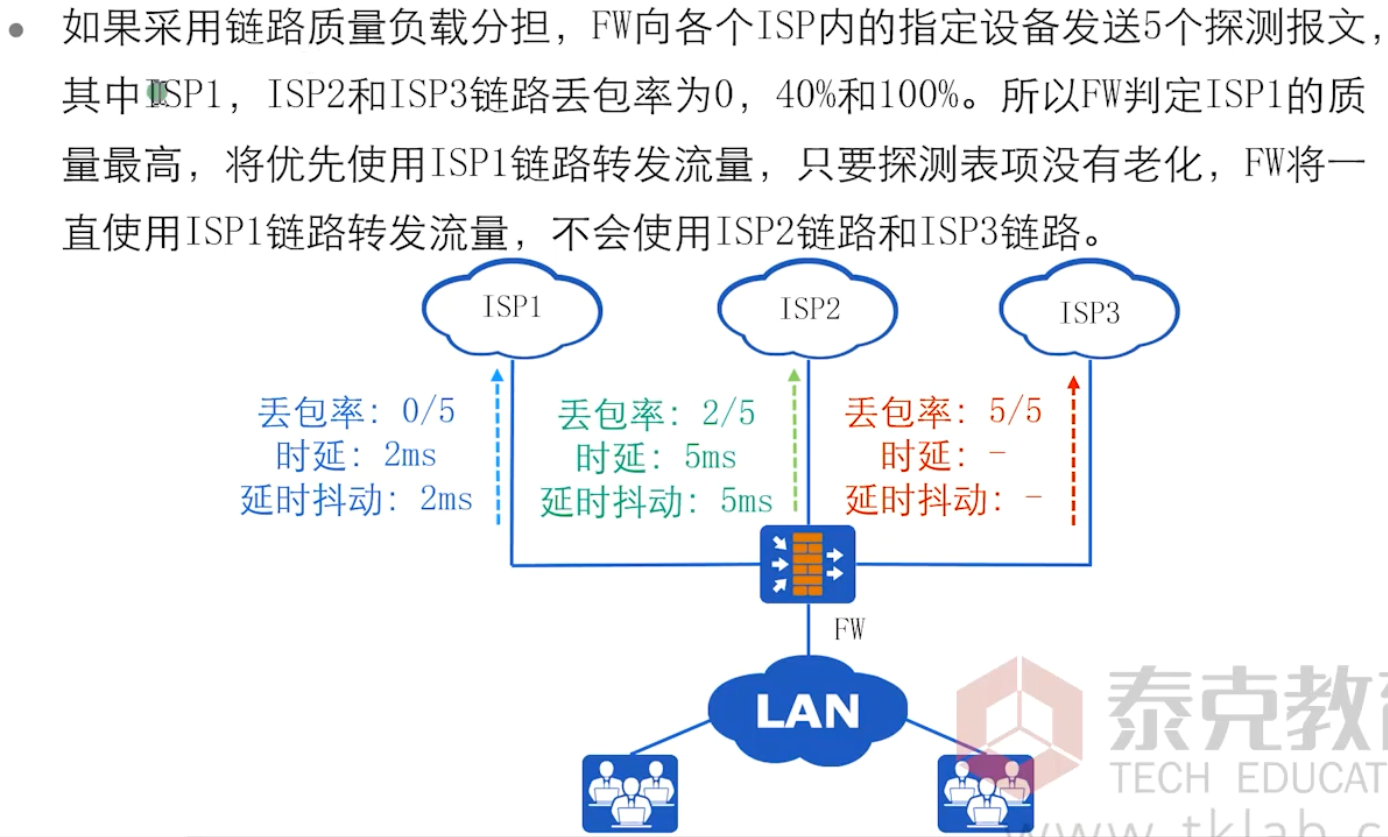 如果采用链路质量负载分担，FW向各个ISP内的指定设备发送5个探测报文，
其中ISP1，ISP2和ISP3链路丢包率为0，40%和100%。所以FW判定ISP1的质
量最高，将优先使用ISP1链路转发流量，只要探测表项没有老化，FW将一
直使用ISP1链路转发流量，不会使用ISP2链路和ISP3链路。
ISP1
ISP2
ISP3
丢包率：0/5
时延：2ms
延时抖动：2ms
丢包率：2/5
时延：5ms
延时抖动：5ms
丢包率：5/5
时延：-
延时抖动：-
FW
LAN
泰克教育
TECH EDUCAT
www.tklab.c